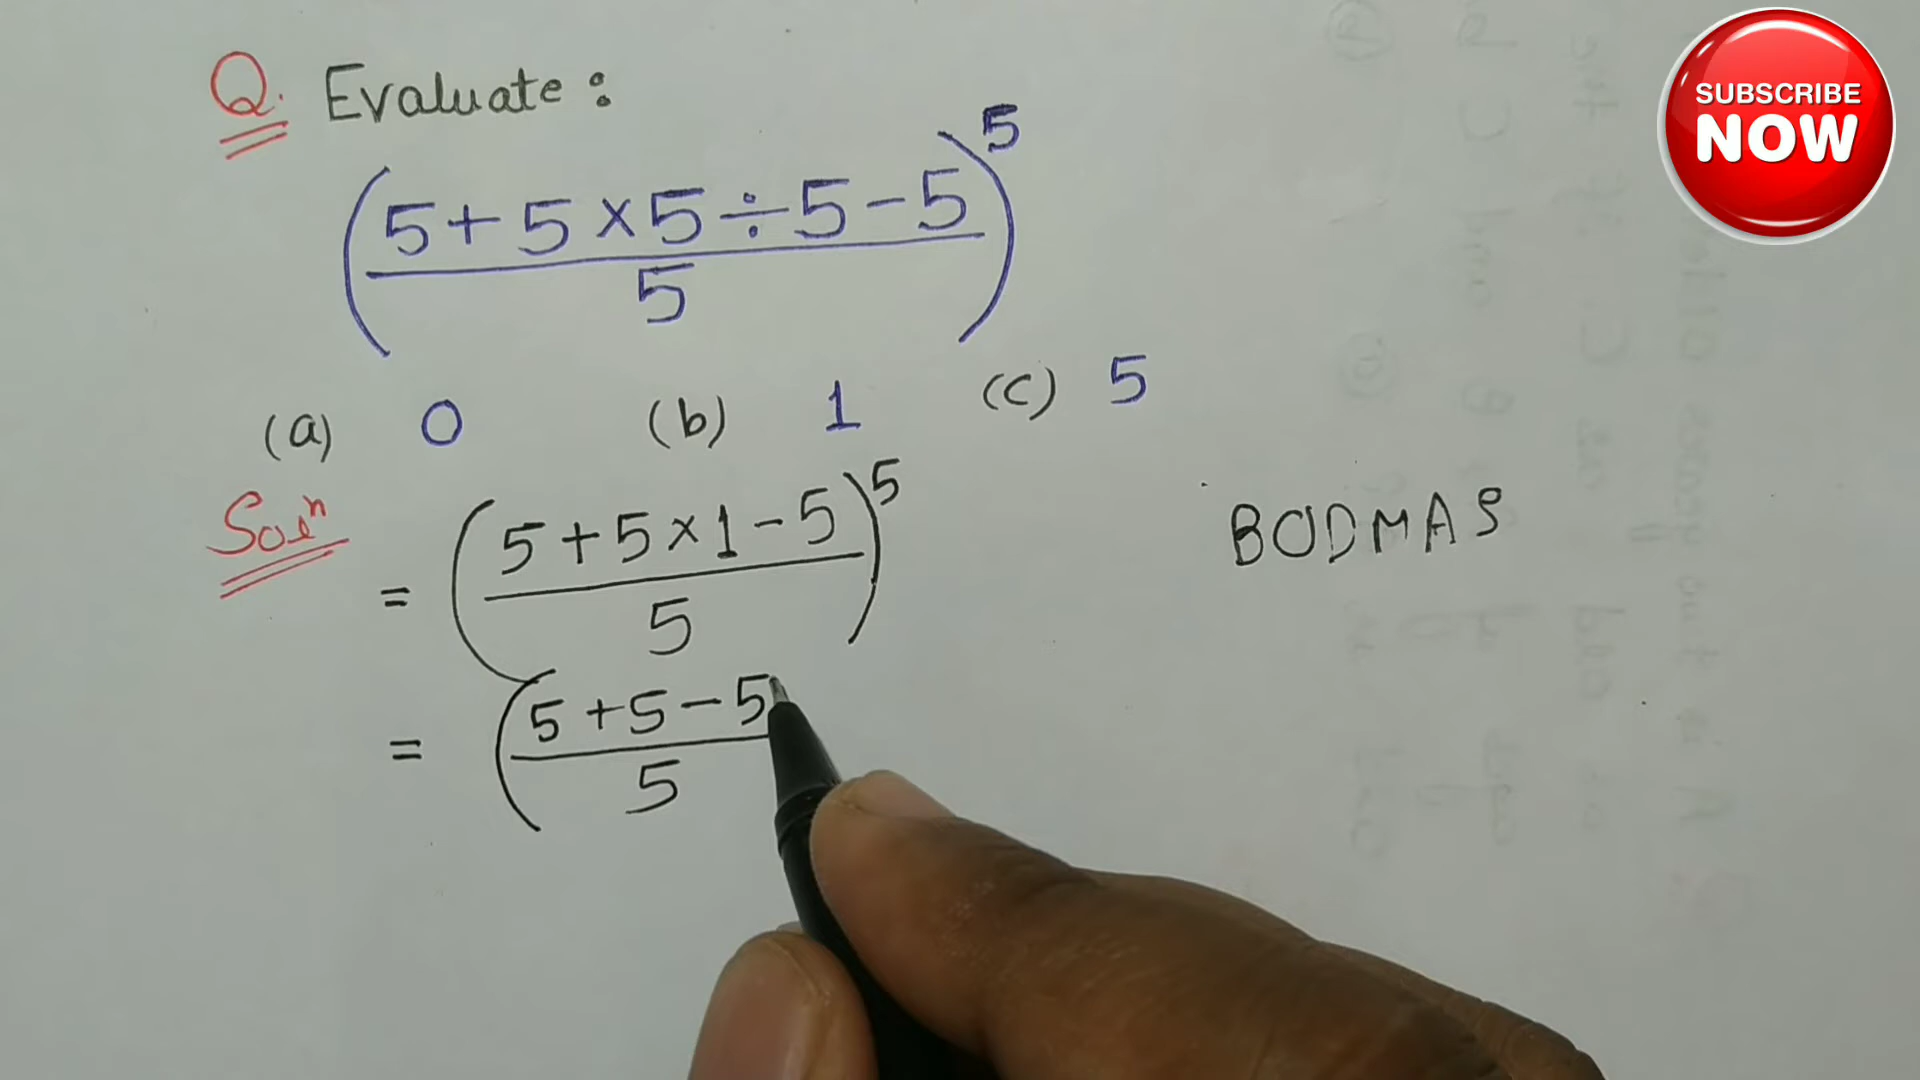 SUBSCRIBE
NOW
Q. Evaluate :
(5 + 5 × 5 ÷ 5 − 5 / 5)^5
(a) 0 (b) 1 (c) 5
Solⁿ
= (5 + 5 × 1 − 5 / 5)^5
BODMAS
= (5 + 5 − 5 / 5